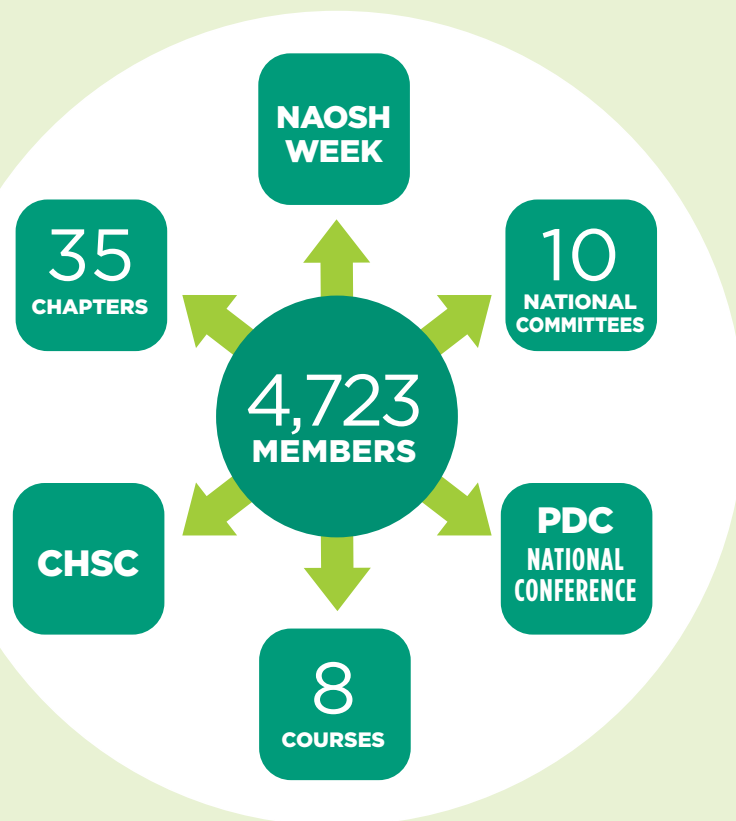 NAOSH
WEEK
35
CHAPTERS
10
NATIONAL
COMMITTEES
4,723
MEMBERS
CHSC
PDC
NATIONAL
CONFERENCE
8
COURSES